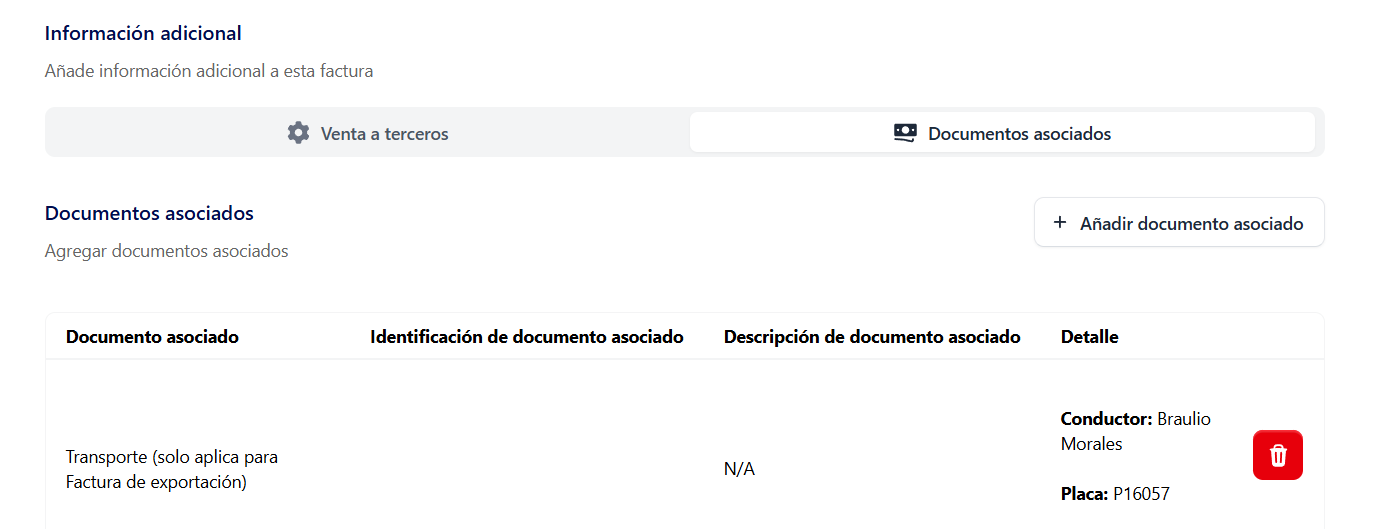 Información adicional
Añade información adicional a esta factura
Venta a terceros
Documentos asociados
Documentos asociados
Agregar documentos asociados
+ Añadir documento asociado
Documento asociado
Identificación de documento asociado
Descripción de documento asociado
Detalle
Transporte (solo aplica para
Factura de exportación)
N/A
Conductor: Braulio
Morales
Placa: P16057